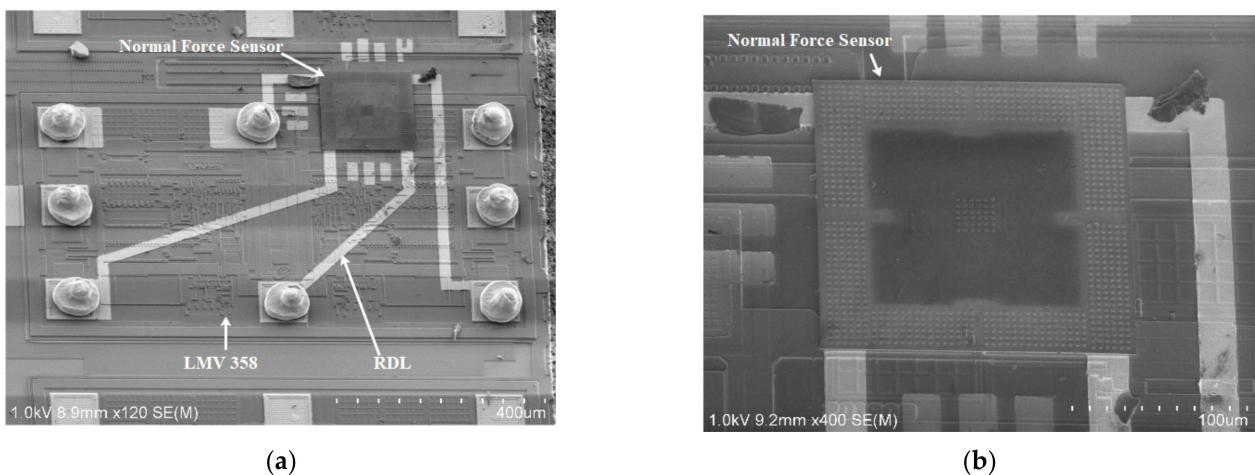 Normal Force Sensor
LMV 358
RDL
1.0kV 8.9mm x120 SE(M)
400um
(a)
Normal Force Sensor
1.0kV 9.2mm x400 SE(M)
100um
(b)